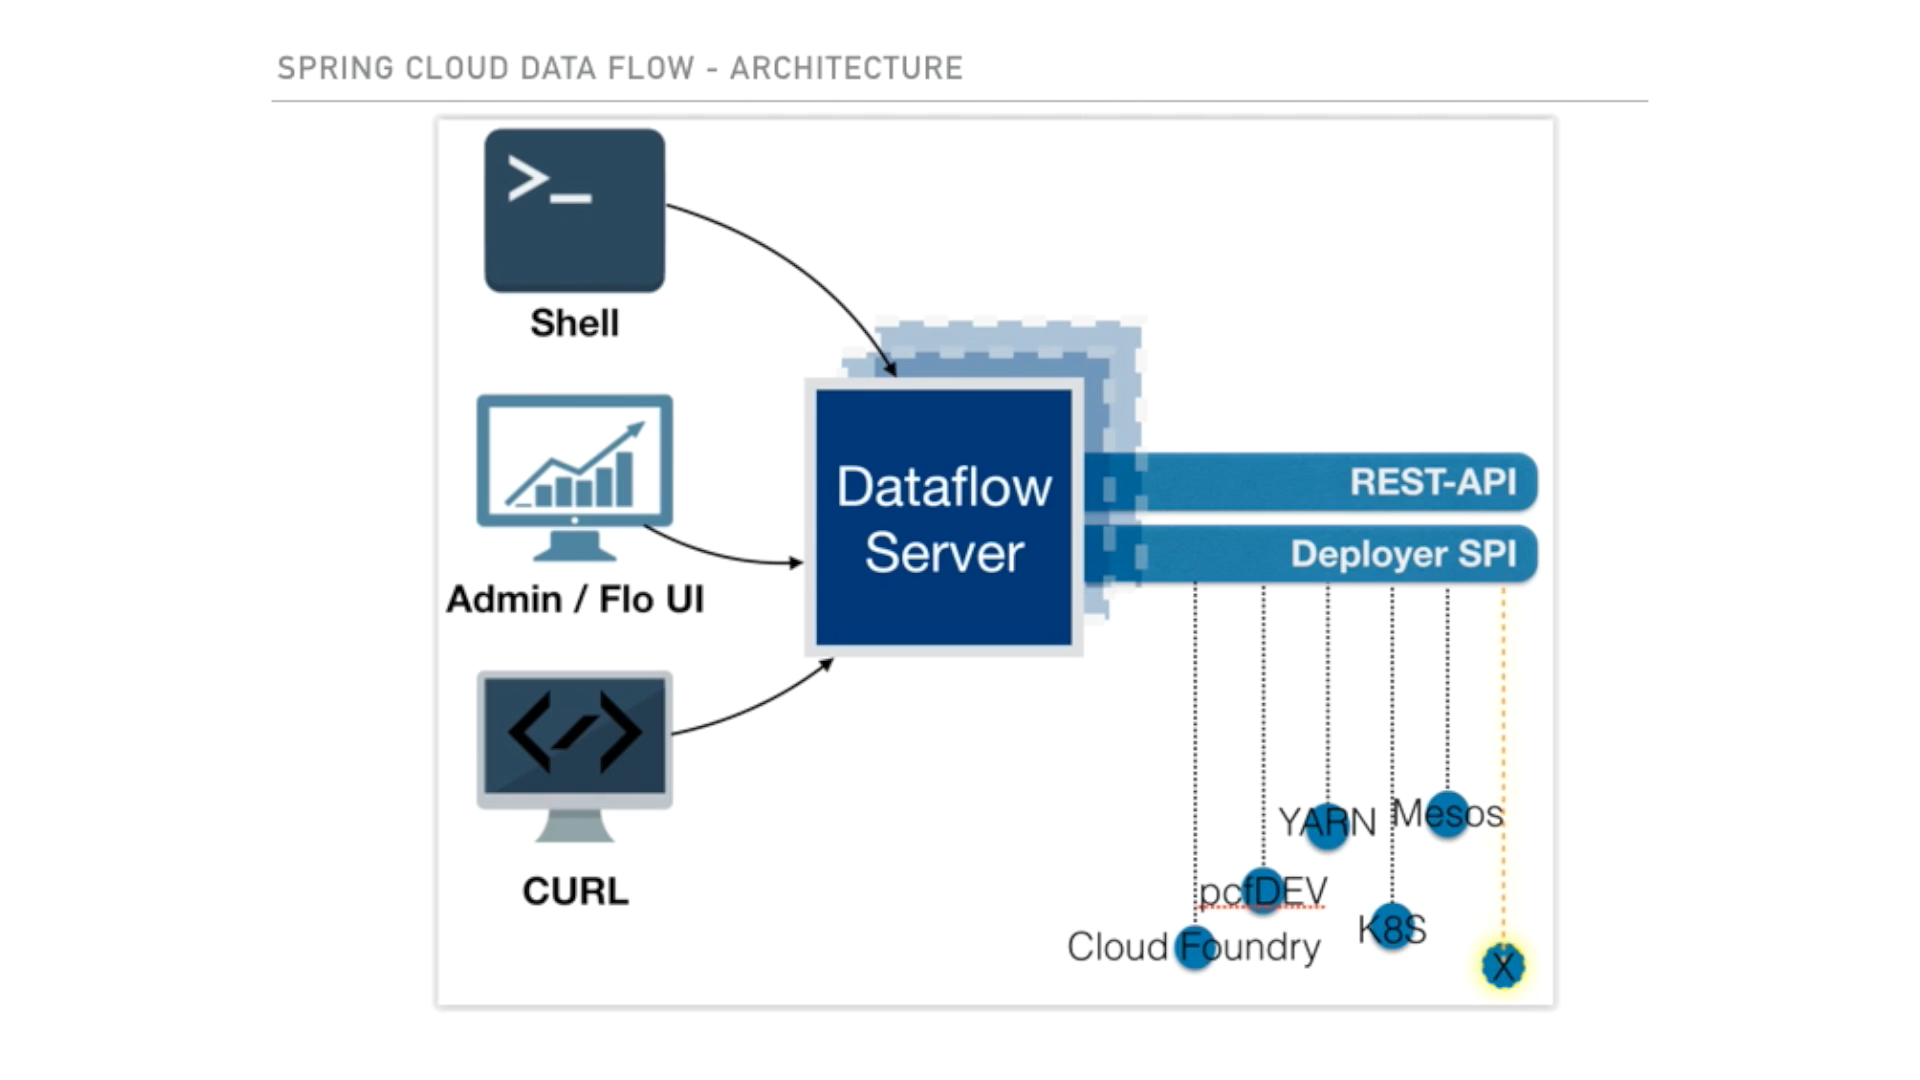 SPRING CLOUD DATA FLOW - ARCHITECTURE
>_
Shell
Admin / Flo UI
</>
CURL
Dataflow
Server
REST-API
Deployer SPI
YARN
Mesos
pcfDEV
K8S
Cloud Foundry
X